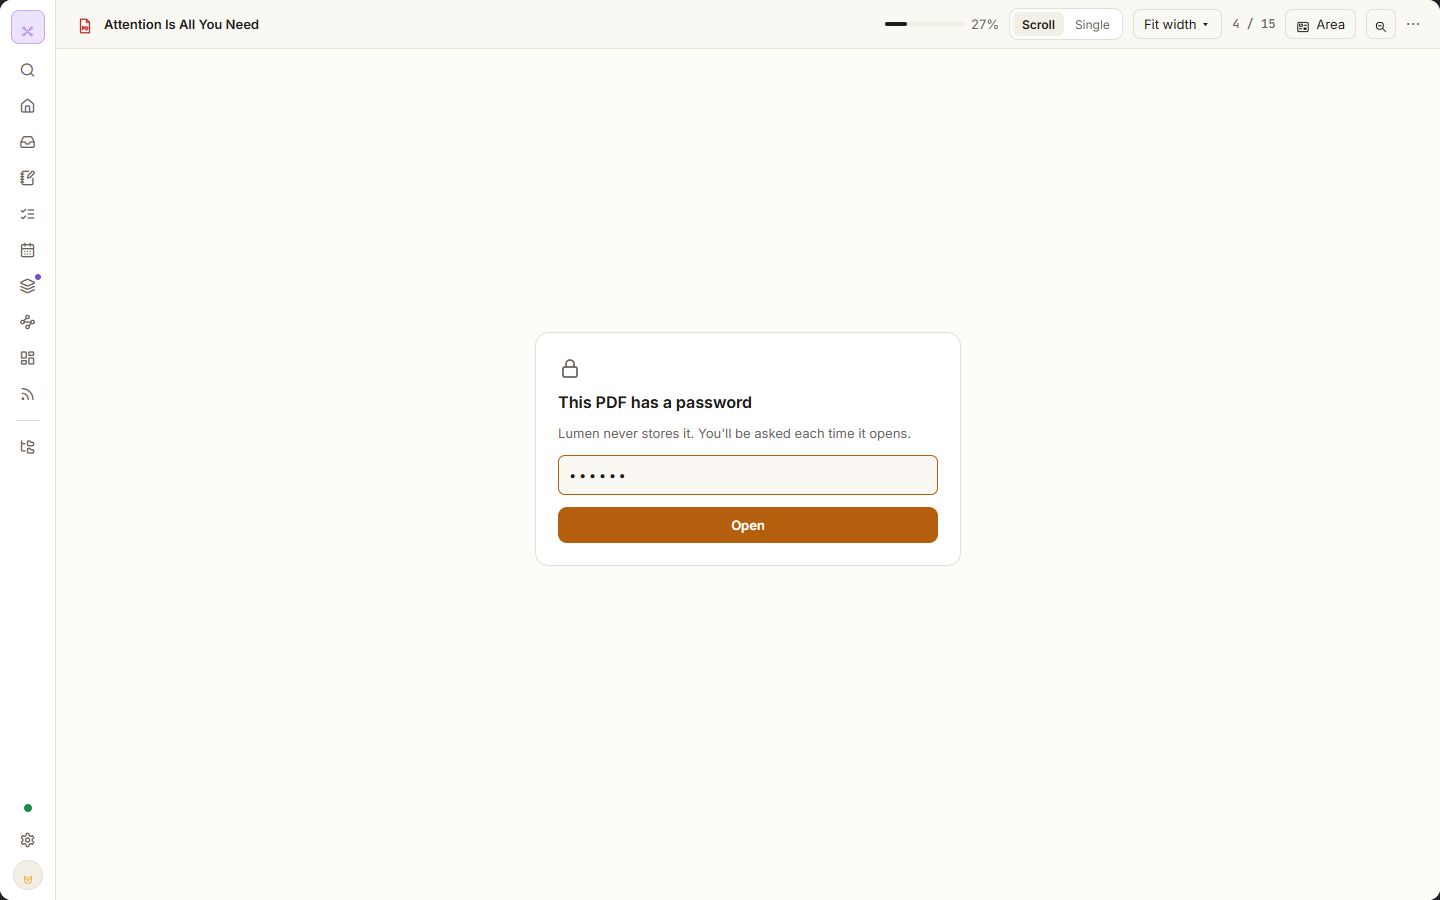 Attention Is All You Need
27%
Scroll
Single
Fit width
4 / 15
Area
This PDF has a password
Lumen never stores it. You'll be asked each time it opens.
••••••
Open